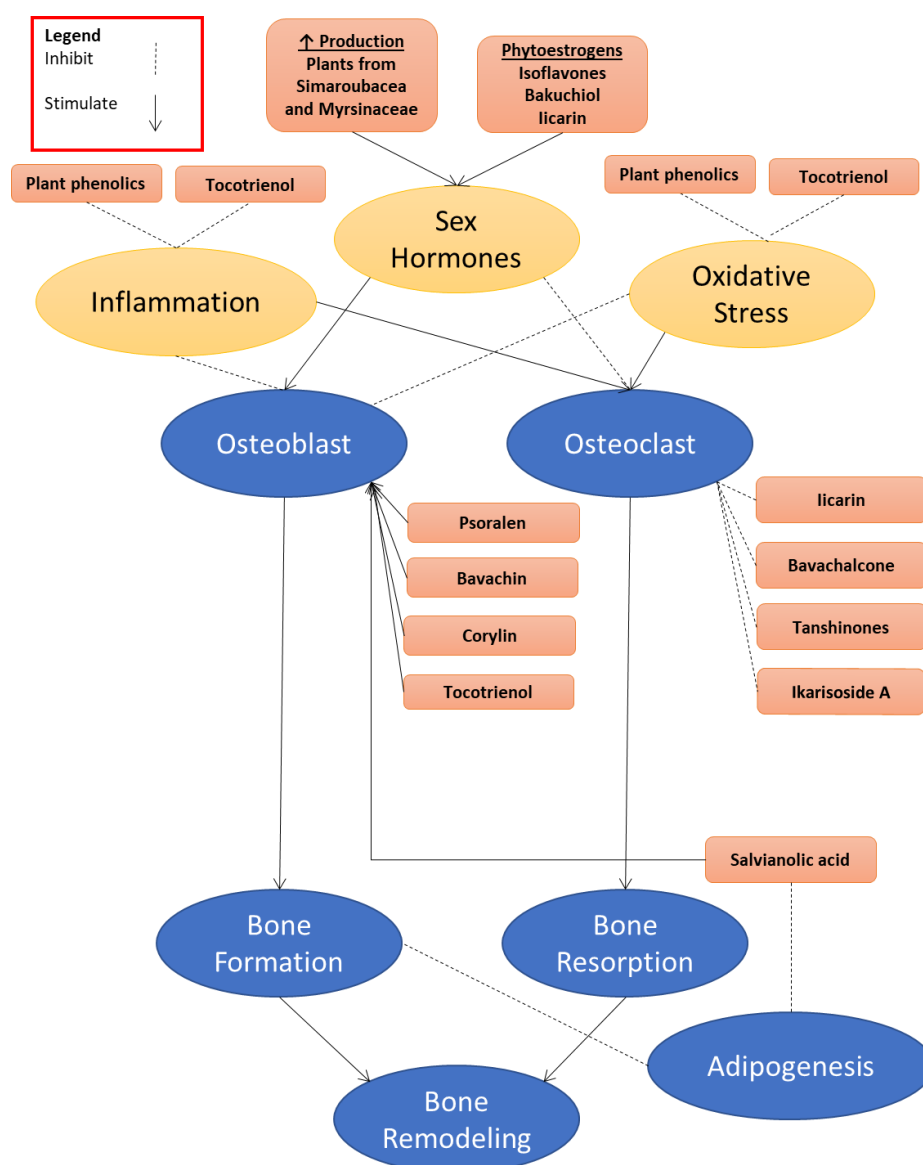 Legend
Inhibit
Stimulate
↑ Production
Plants from
Simaroubacea
and Myrsinaceae
Phytoestrogens
Isoflavones
Bakuchiol
Iicarin
Plant phenolics
Tocotrienol
Plant phenolics
Tocotrienol
Sex
Hormones
Inflammation
Oxidative
Stress
Osteoblast
Osteoclast
Psoralen
Bavachin
Corylin
Tocotrienol
Iicarin
Bavachalcone
Tanshinones
Ikarisoside A
Salvianolic acid
Bone
Formation
Bone
Resorption
Adipogenesis
Bone
Remodeling